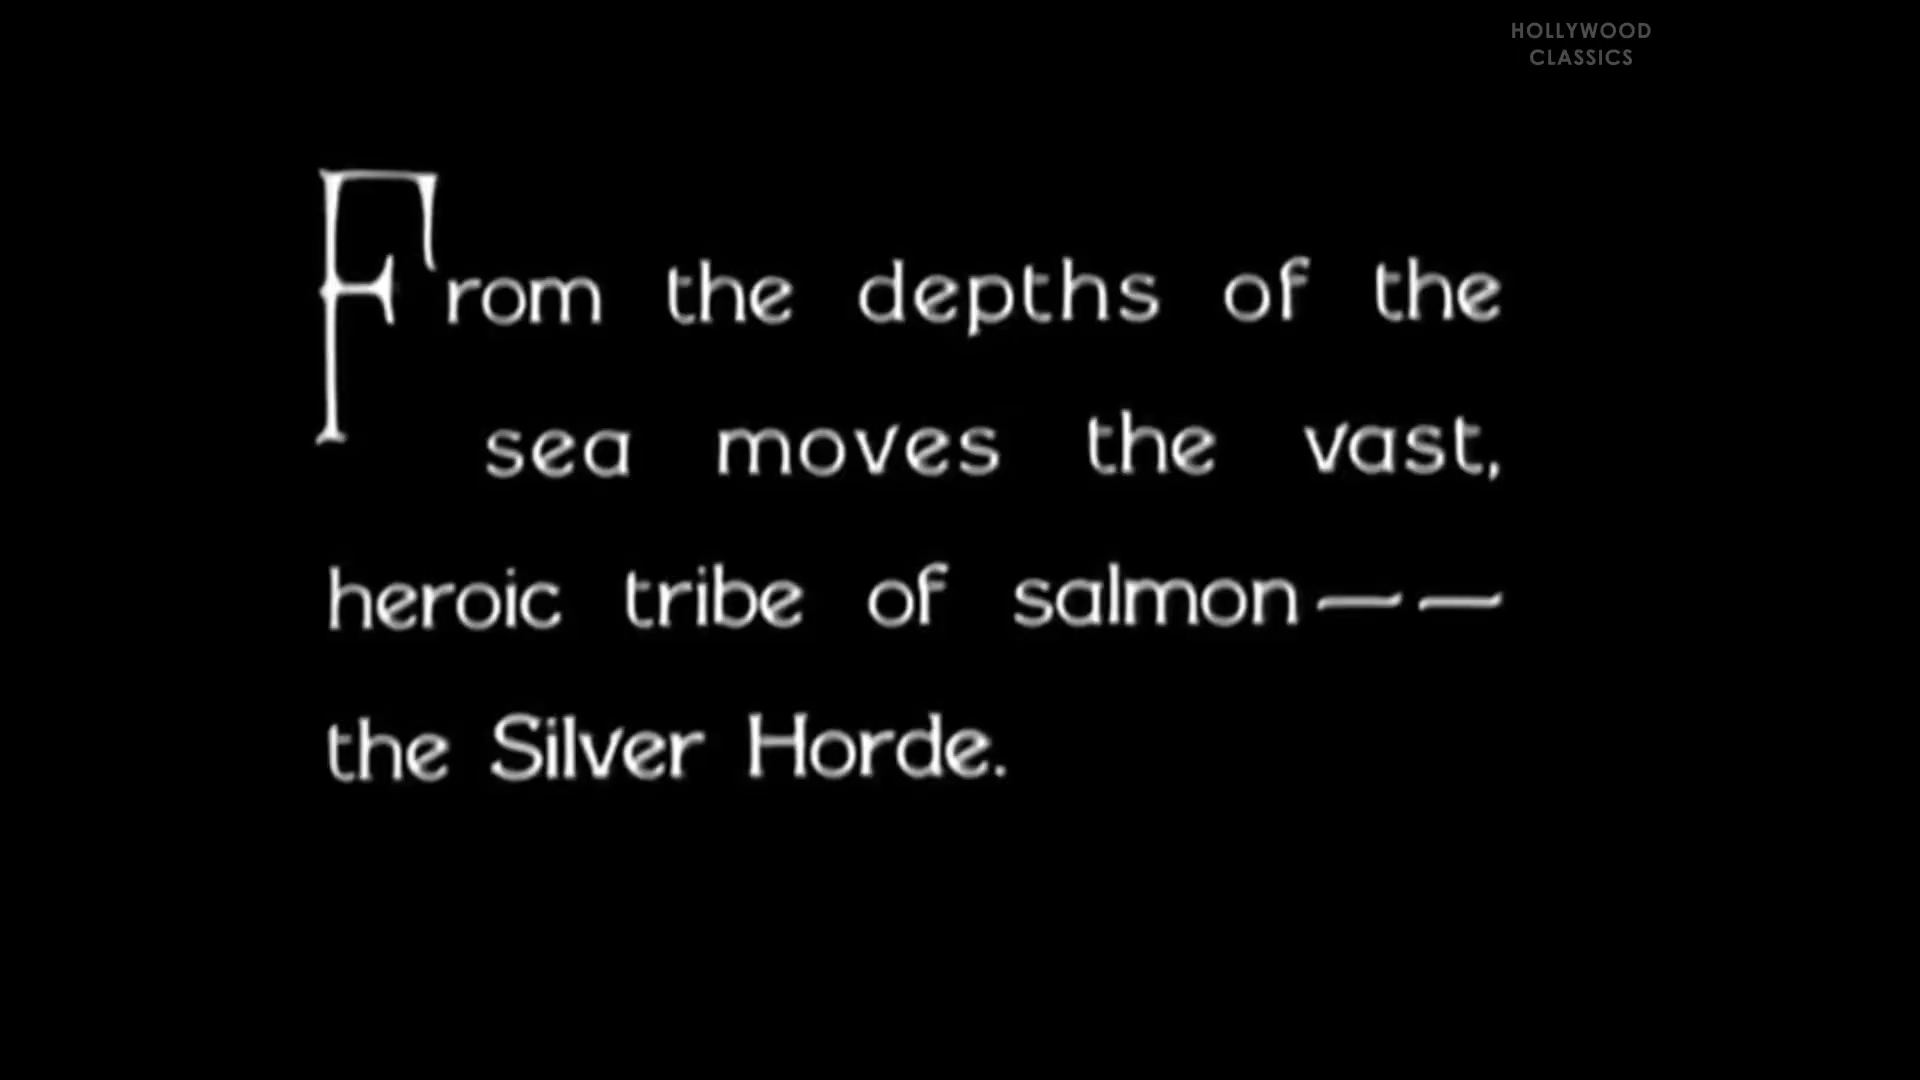 HOLLYWOOD
CLASSICS
From the depths of the
sea moves the vast,
heroic tribe of salmon——
the Silver Horde.